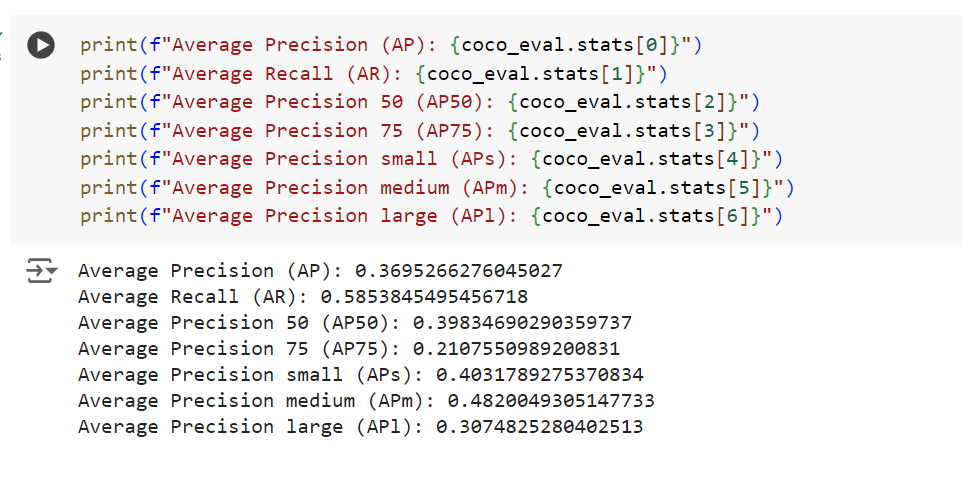 print(f"Average Precision (AP): {coco_eval.stats[0]}")
print(f"Average Recall (AR): {coco_eval.stats[1]}")
print(f"Average Precision 50 (AP50): {coco_eval.stats[2]}")
print(f"Average Precision 75 (AP75): {coco_eval.stats[3]}")
print(f"Average Precision small (APs): {coco_eval.stats[4]}")
print(f"Average Precision medium (APm): {coco_eval.stats[5]}")
print(f"Average Precision large (APl): {coco_eval.stats[6]}")
Average Precision (AP): 0.3695266276045027
Average Recall (AR): 0.5853845495456718
Average Precision 50 (AP50): 0.39834690290359737
Average Precision 75 (AP75): 0.2107550989200831
Average Precision small (APs): 0.4031789275370834
Average Precision medium (APm): 0.4820049305147733
Average Precision large (APl): 0.3074825280402513